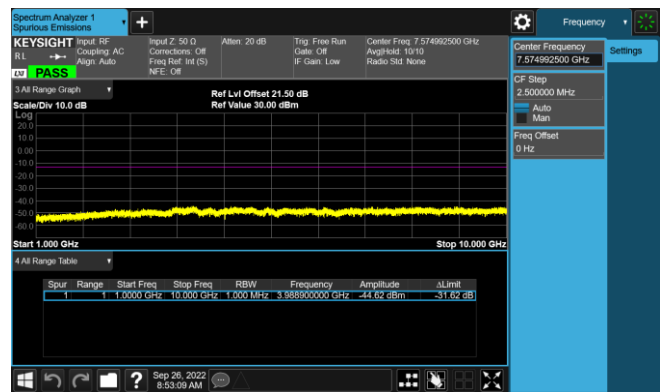 Spectrum Analyzer 1
Spurious Emissions
+
Frequency
KEYSIGHT
RL
PASS
Input: RF
Coupling: AC
Align: Auto
Input Z: 50 Ω
Corrections: Off
Freq Ref: Int (S)
NFE: Off
Atten: 20 dB
Trig: Free Run
Gate: Off
IF Gain: Low
Center Freq: 7.574992500 GHz
Avg|Hold: 10/10
Radio Std: None
Center Frequency
7.574992500 GHz
Settings
CF Step
2.500000 MHz
Auto
Man
Freq Offset
0 Hz
3 All Range Graph
Scale/Div 10.0 dB
Ref Lvl Offset 21.50 dB
Ref Value 30.00 dBm
Log
20.0
10.0
0.00
-10.0
-20.0
-30.0
-40.0
-50.0
-60.0
Start 1.000 GHz
Stop 10.000 GHz
4 All Range Table
Spur Range Start Freq Stop Freq RBW Frequency Amplitude ΔLimit
1 1 1.0000 GHz 10.000 GHz 1.000 MHz 3.988900000 GHz -44.62 dBm -31.62 dB
?
Sep 26, 2022
8:53:09 AM